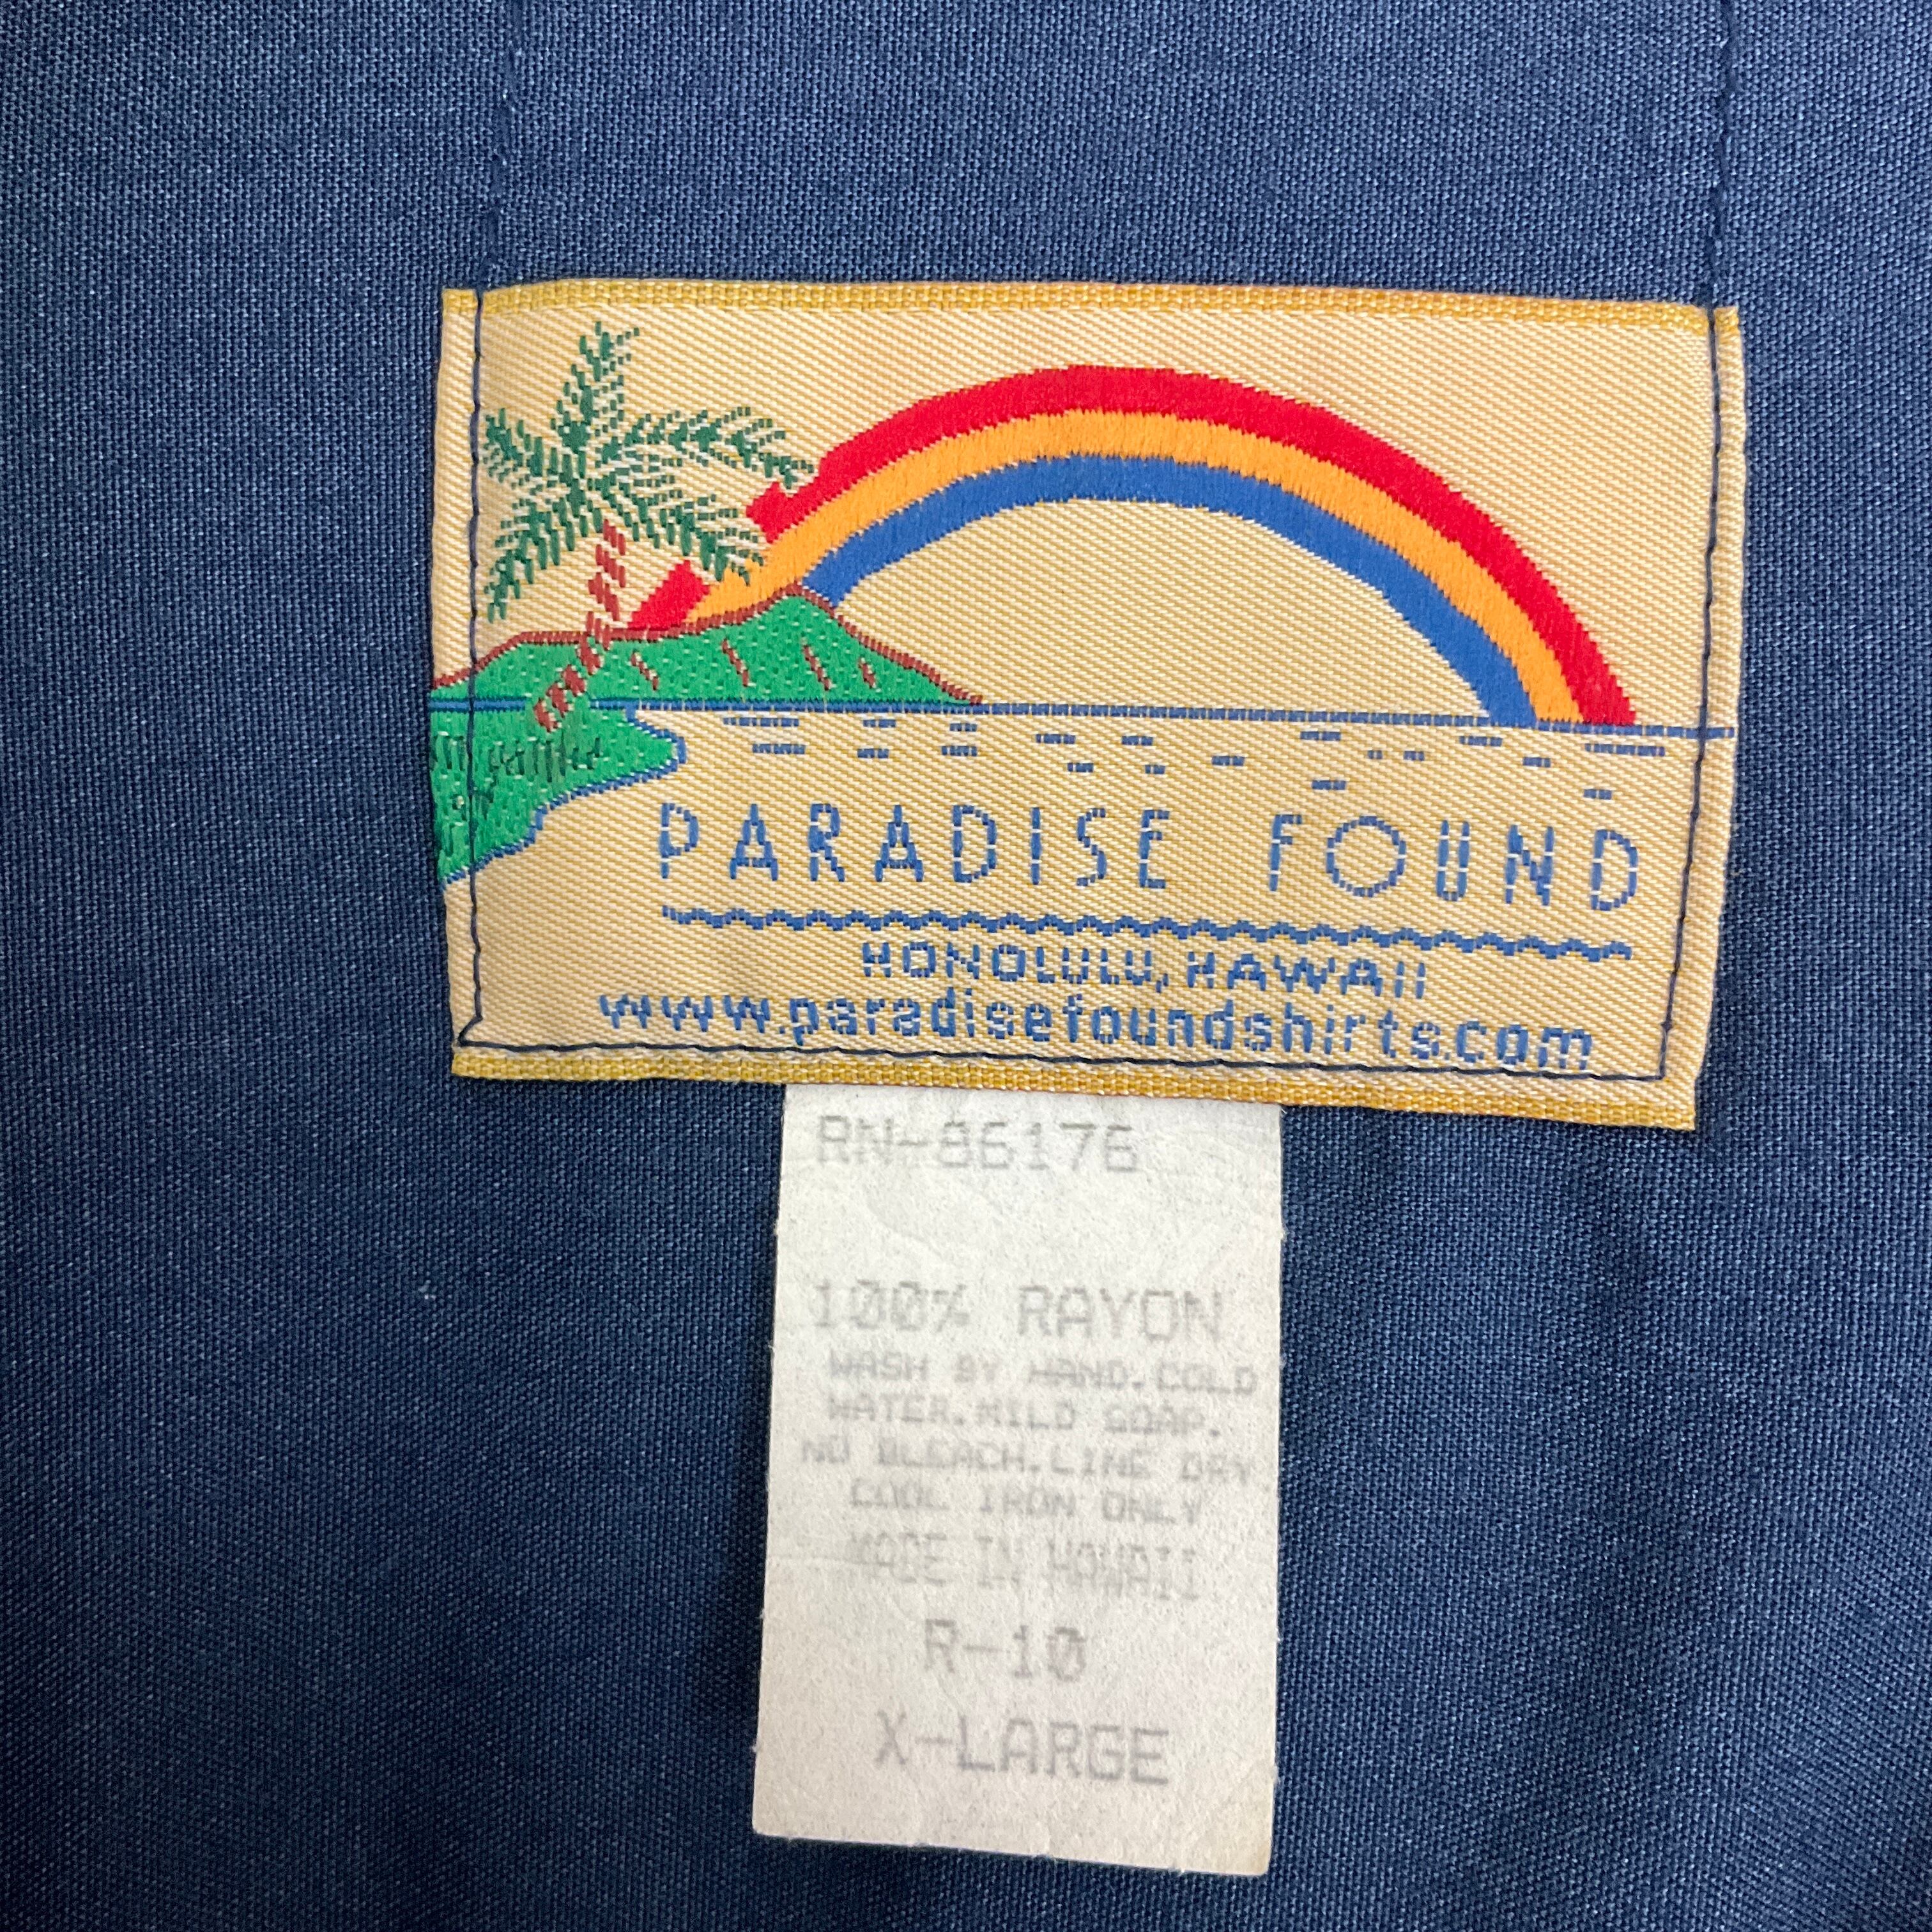 PARADISE FOUND
HONOLULU, HAWAII
www.paradisefoundshirts.com
RN-86176
100% RAYON
WASH BY HAND.COLD
WATER.MILD SOAP.
NO BLEACH.LINE DRY
COOL IRON ONLY
MADE IN HAWAII
R-10
X-LARGE